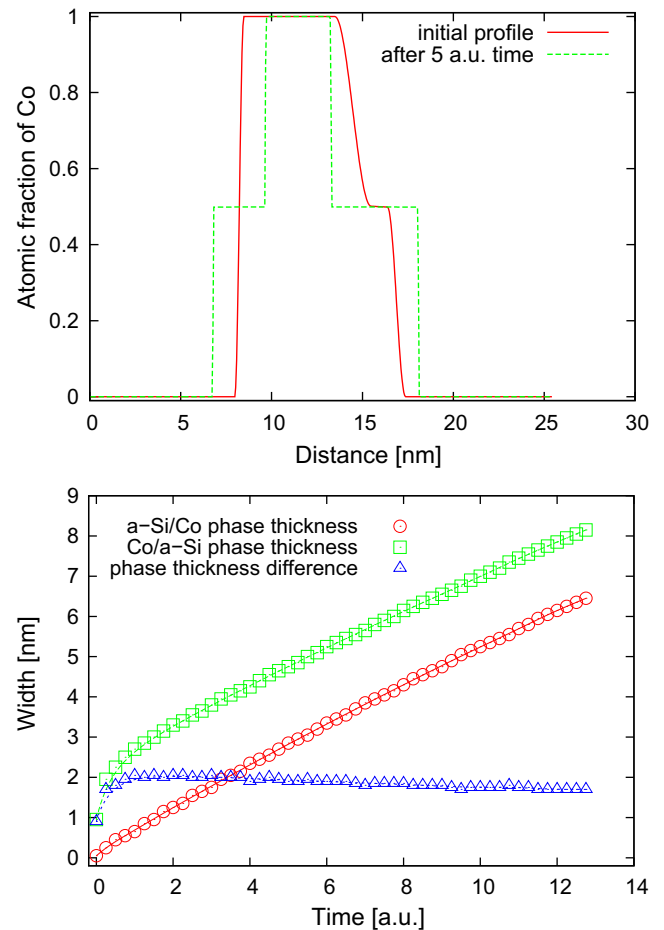 1
0.8
0.6
0.4
0.2
0
Atomic fraction of Co
initial profile
after 5 a.u. time
0 5 10 15 20 25 30
Distance [nm]
9
8
7
6
5
4
3
2
1
0
Width [nm]
a−Si/Co phase thickness
Co/a−Si phase thickness
phase thickness difference
0 2 4 6 8 10 12 14
Time [a.u.]